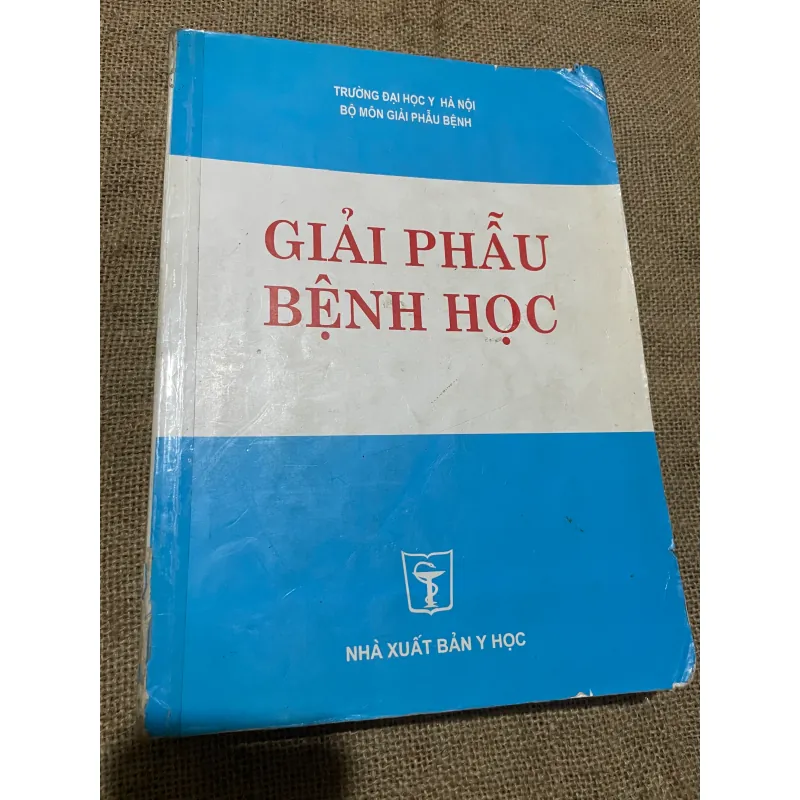 TRƯỜNG ĐẠI HỌC Y HÀ NỘI
BỘ MÔN GIẢI PHẪU BỆNH
GIẢI PHẪU
BỆNH HỌC
NHÀ XUẤT BẢN Y HỌC